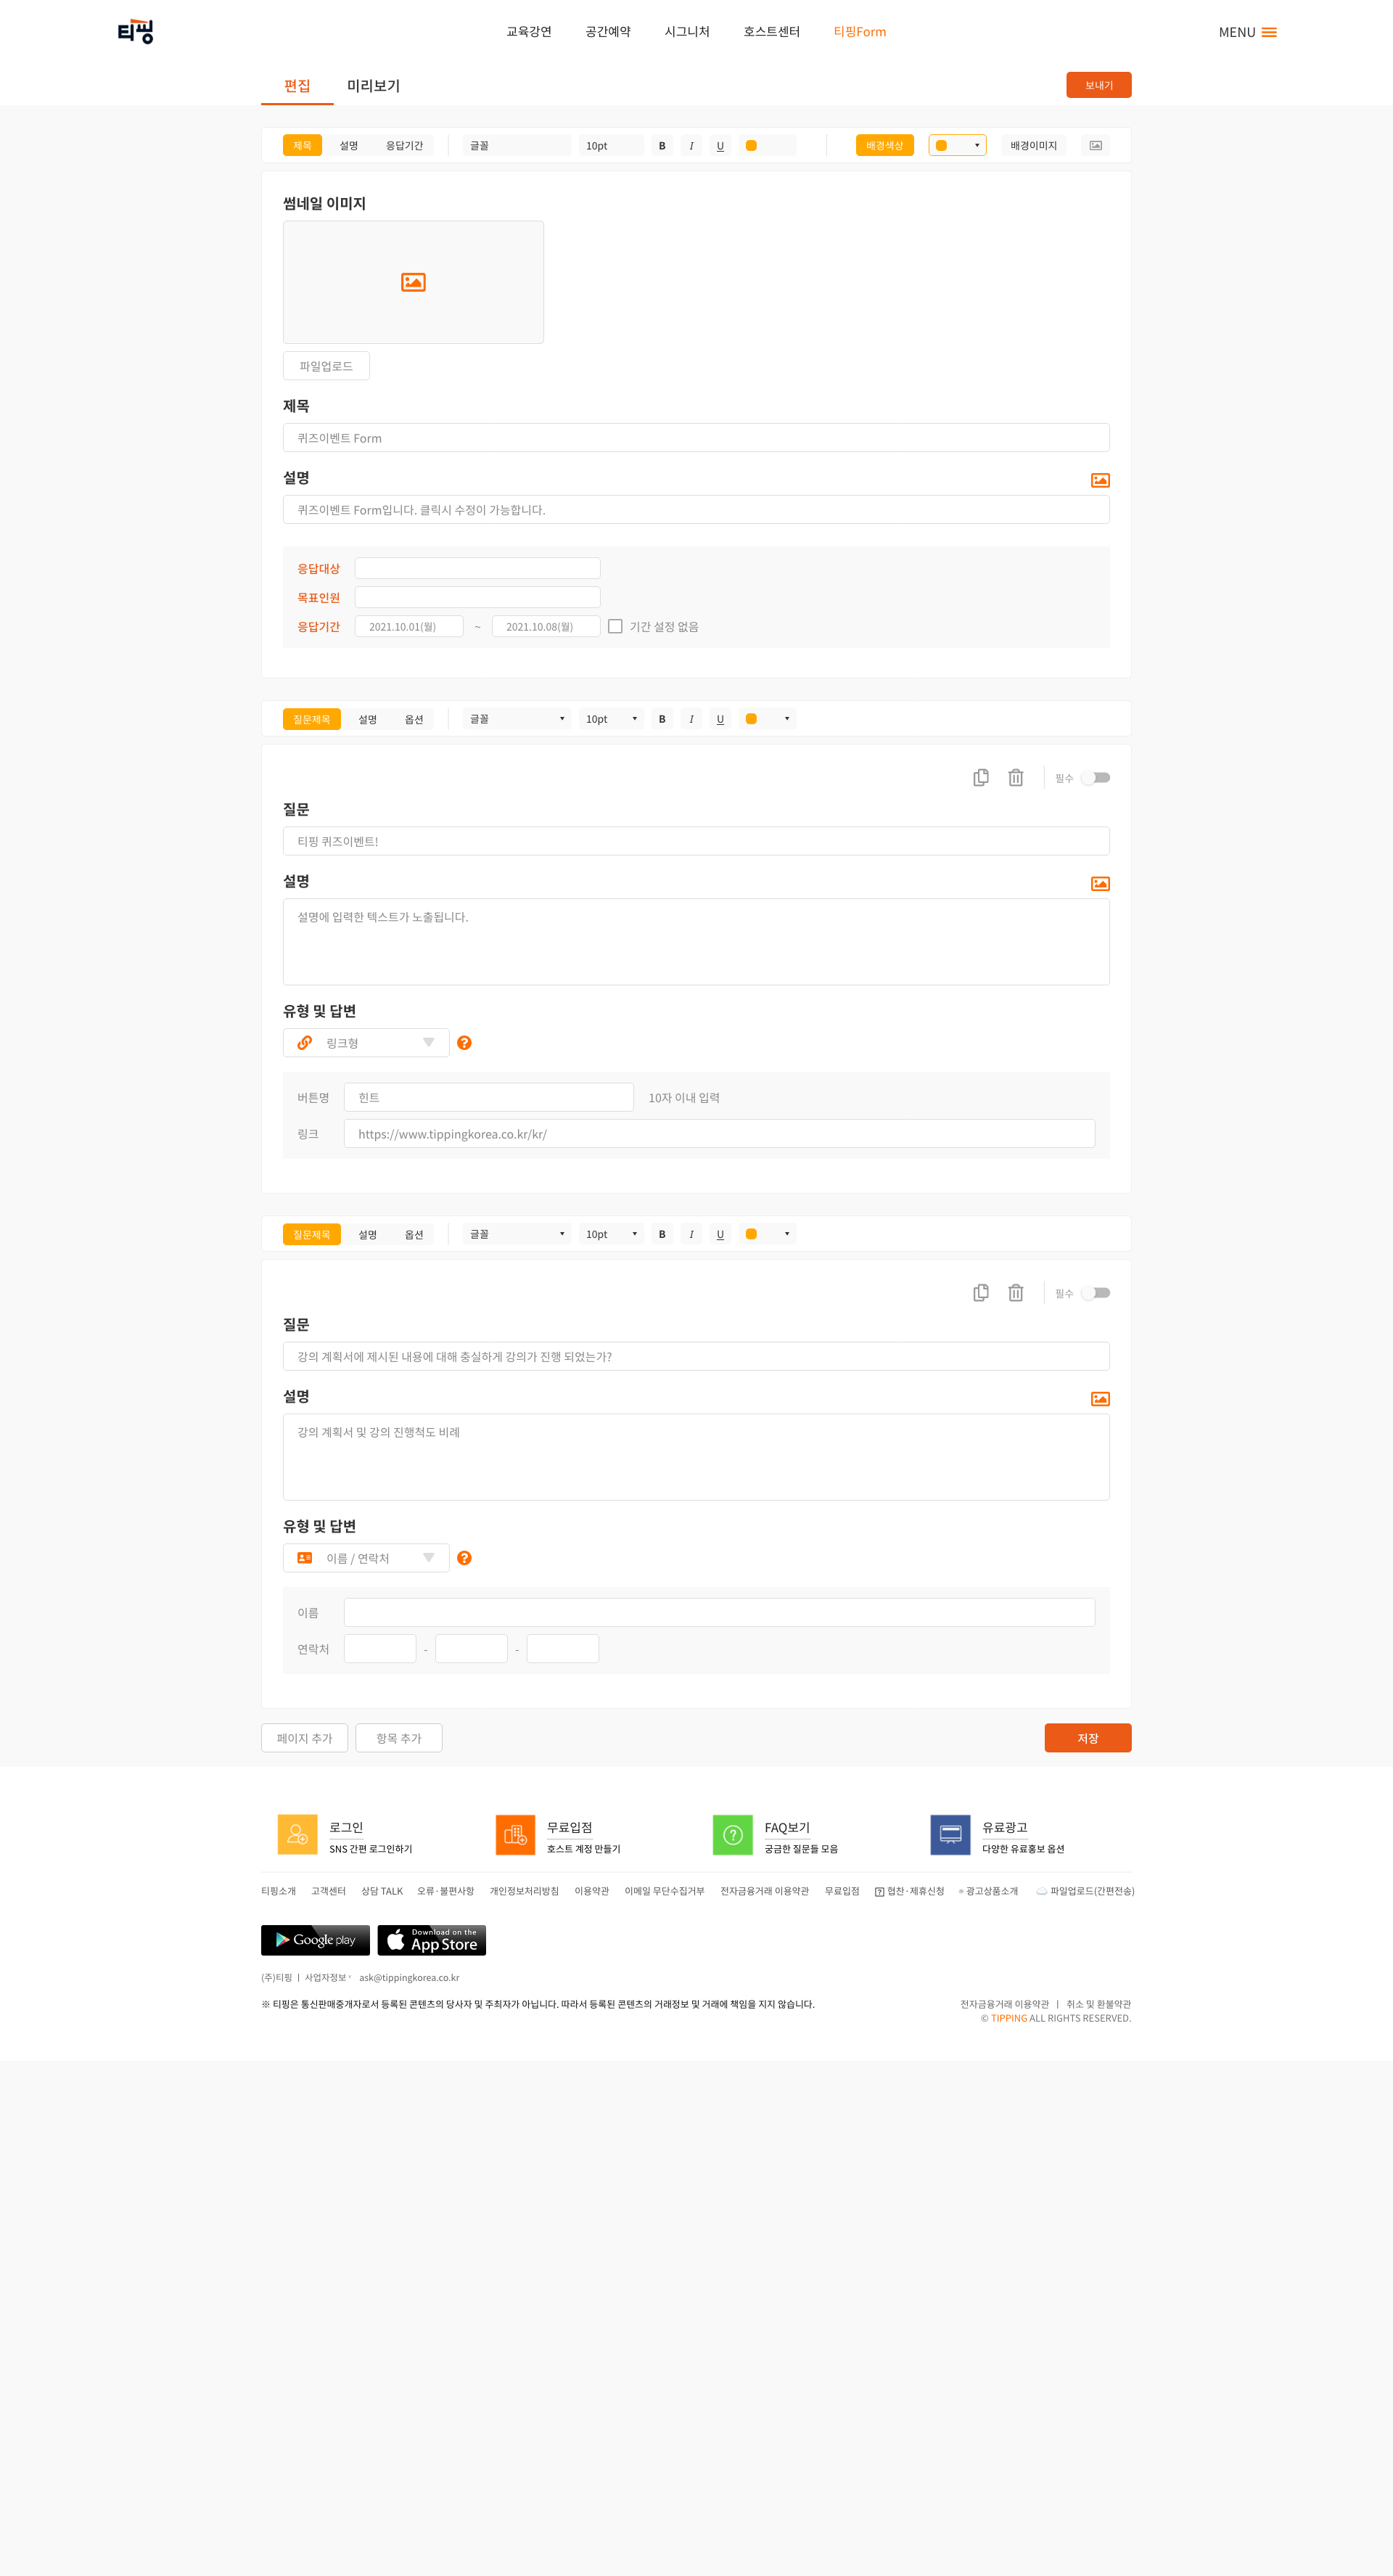 티핑
교육강연 공간예약 시그니처 호스트센터 티핑Form
MENU
편집 미리보기
보내기
제목 설명 응답기간 글꼴 10pt B I U 배경색상 배경이미지
썸네일 이미지
파일업로드
제목
퀴즈이벤트 Form
설명
퀴즈이벤트 Form입니다. 클릭시 수정이 가능합니다.
응답대상
목표인원
응답기간 2021.10.01(월) ~ 2021.10.08(월) 기간 설정 없음
질문제목 설명 옵션 글꼴 10pt B I U
필수
질문
티핑 퀴즈이벤트!
설명
설명에 입력한 텍스트가 노출됩니다.
유형 및 답변
링크형 ?
버튼명 힌트 10자 이내 입력
링크 https://www.tippingkorea.co.kr/kr/
질문제목 설명 옵션 글꼴 10pt B I U
필수
질문
강의 계획서에 제시된 내용에 대해 충실하게 강의가 진행 되었는가?
설명
강의 계획서 및 강의 진행척도 비례
유형 및 답변
이름 / 연락처 ?
이름
연락처 - -
페이지 추가 항목 추가 저장
로그인
SNS 간편 로그인하기
무료입점
호스트 계정 만들기
FAQ보기
궁금한 질문들 모음
유료광고
다양한 유료홍보 옵션
티핑소개 고객센터 상담 TALK 오류·불편사항 개인정보처리방침 이용약관 이메일 무단수집거부 전자금융거래 이용약관 무료입점 ? 협찬·제휴신청 광고상품소개 파일업로드(간편전송)
Google play
Download on the
App Store
(주)티핑 | 사업자정보 ask@tippingkorea.co.kr
※ 티핑은 통신판매중개자로서 등록된 콘텐츠의 당사자 및 주최자가 아닙니다. 따라서 등록된 콘텐츠의 거래정보 및 거래에 책임을 지지 않습니다.
전자금융거래 이용약관 | 취소 및 환불약관
© TIPPING ALL RIGHTS RESERVED.